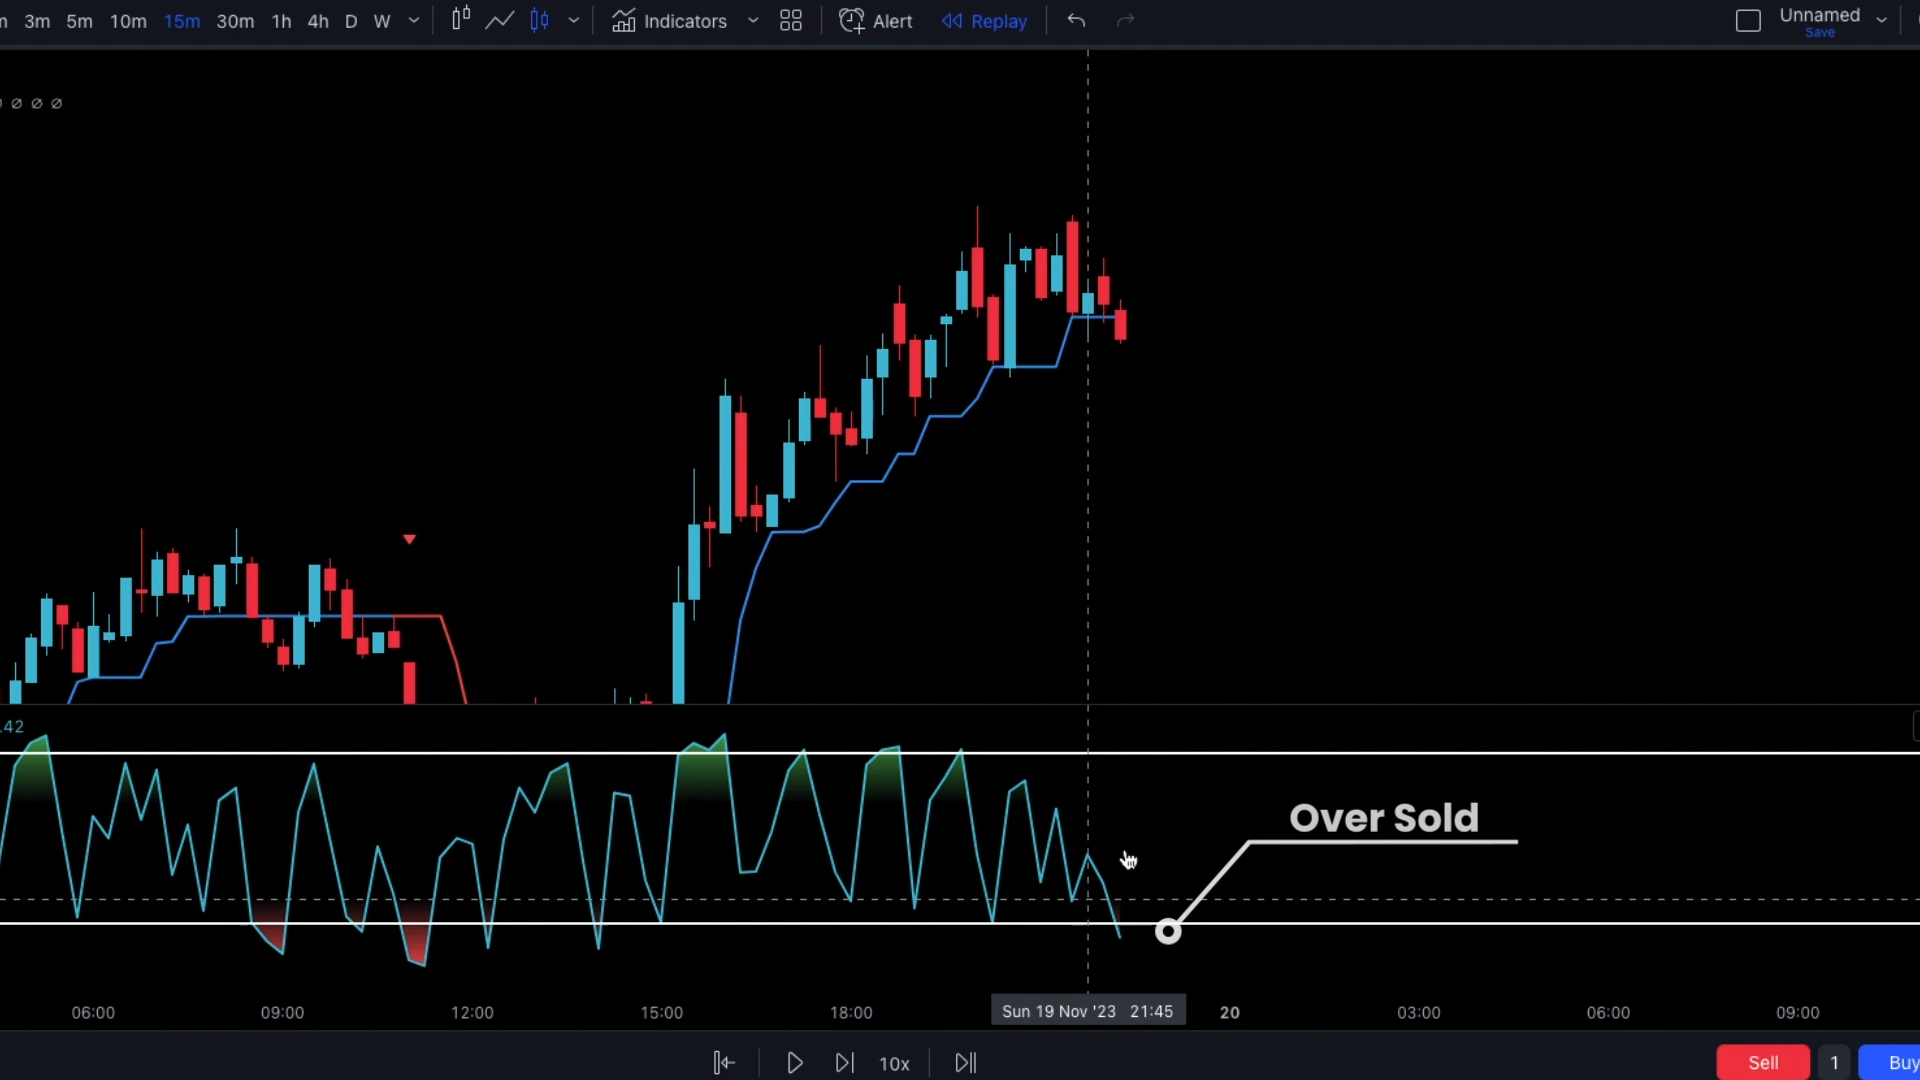 3m 5m 10m 15m 30m 1h 4h D W Indicators Alert Replay Unnamed
Save
.42
Over Sold
06:00 09:00 12:00 15:00 18:00 Sun 19 Nov '23 21:45 20 03:00 06:00 09:00
10x Sell 1 Buy